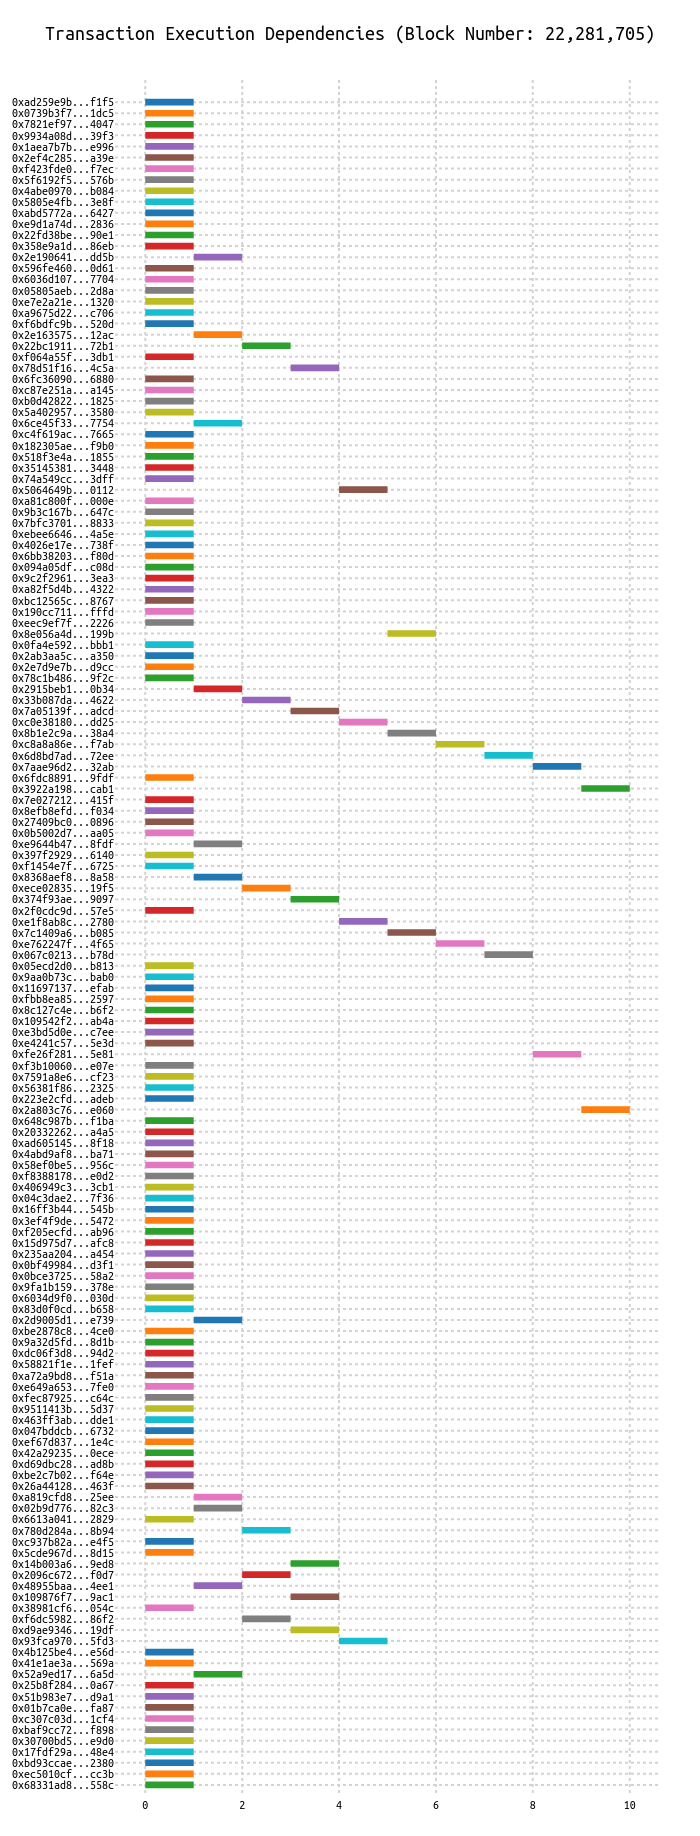 Transaction Execution Dependencies (Block Number: 22,281,705)
0xad259e9b...f1f5
0x0739b3f7...1dc5
0x7821ef97...4047
0x9934a08d...39f3
0x1aea7b7b...e996
0x2ef4c285...a39e
0xf423fde0...f7ec
0x5f6192f5...576b
0x4abe0970...b084
0x5805e4fb...3e8f
0xabd5772a...6427
0xe9d1a74d...2836
0x22fd38be...90e1
0x358e9a1d...86eb
0x2e190641...dd5b
0x596fe460...0d61
0x6036d107...7704
0x05805aeb...2d8a
0xe7e2a21e...1320
0xa9675d22...c706
0xf6bdfc9b...520d
0x2e163575...12ac
0x22bc1911...72b1
0xf064a55f...3db1
0x78d51f16...4c5a
0x6fc36090...6880
0xc87e251a...a145
0xb0d42822...1825
0x5a402957...3580
0x6ce45f33...7754
0xc4f619ac...7665
0x182305ae...f9b0
0x518f3e4a...1855
0x35145381...3448
0x74a549cc...3dff
0x5064649b...0112
0xa81c800f...000e
0x9b3c167b...647c
0x7bfc3701...8833
0xebee6646...4a5e
0x4026e17e...738f
0x6bb38203...f80d
0x094a05df...c08d
0x9c2f2961...3ea3
0xa82f5d4b...4322
0xbc12565c...8767
0x190cc711...fffd
0xeec9ef7f...2226
0x8e056a4d...199b
0x0fa4e592...bbb1
0x2ab3aa5c...a350
0x2e7d9e7b...d9cc
0x78c1b486...9f2c
0x2915beb1...0b34
0x33b087da...4622
0x7a05139f...adcd
0xc0e38180...dd25
0x8b1e2c9a...38a4
0xc8a8a86e...f7ab
0x6d8bd7ad...72ee
0x7aae96d2...32ab
0x6fdc8891...9fdf
0x3922a198...cab1
0x7e027212...415f
0x8efb8efd...f034
0x27409bc0...0896
0x0b5002d7...aa05
0xe9644b47...8fdf
0x397f2929...6140
0xf1454e7f...6725
0x8368aef8...8a58
0xece02835...19f5
0x374f93ae...9097
0x2f0cdc9d...57e5
0xe1f8ab8c...2780
0x7c1409a6...b085
0xe762247f...4f65
0x067c0213...b78d
0x05ecd2d0...b813
0x9aa0b73c...bab0
0x11697137...efab
0xfbb8ea85...2597
0x8c127c4e...b6f2
0x109542f2...ab4a
0xe3bd5d0e...c7ee
0xe4241c57...5e3d
0xfe26f281...5e81
0xf3b10060...e07e
0x7591a8e6...cf23
0x56381f86...2325
0x223e2cfd...adeb
0x2a803c76...e060
0x648c987b...f1ba
0x20332262...a4a5
0xad605145...8f18
0x4abd9af8...ba71
0x58ef0be5...956c
0xf8388178...e0d2
0x406949c3...3cb1
0x04c3dae2...7f36
0x16ff3b44...545b
0x3ef4f9de...5472
0xf205ecfd...ab96
0x15d975d7...afc8
0x235aa204...a454
0x0bf49984...d3f1
0x0bce3725...58a2
0x9fa1b159...378e
0x6034d9f0...030d
0x83d0f0cd...b658
0x2d9005d1...e739
0xbe2878c8...4ce0
0x9a32d5fd...8d1b
0xdc06f3d8...94d2
0x58821f1e...1fef
0xa72a9bd8...f51a
0xe649a653...7fe0
0xfec87925...c64c
0x9511413b...5d37
0x463ff3ab...dde1
0x047bddcb...6732
0xef67d837...1e4c
0x42a29235...0ece
0xd69dbc28...ad8b
0xbe2c7b02...f64e
0x26a44128...463f
0xa819cfd8...25ee
0x02b9d776...82c3
0x6613a041...2829
0x780d284a...8b94
0xc937b82a...e4f5
0x5cde967d...8d15
0x14b003a6...9ed8
0x2096c672...f0d7
0x48955baa...4ee1
0x109876f7...9ac1
0x38981cf6...054c
0xf6dc5982...86f2
0xd9ae9346...19df
0x93fca970...5fd3
0x4b125be4...e56d
0x41e1ae3a...569a
0x52a9ed17...6a5d
0x25b8f284...0a67
0x51b983e7...d9a1
0x01b7ca0e...fa87
0xc307c03d...1cf4
0xbaf9cc72...f898
0x30700bd5...e9d0
0x17fdf29a...48e4
0xbd93ccae...2380
0xec5010cf...cc3b
0x68331ad8...558c
0 2 4 6 8 10